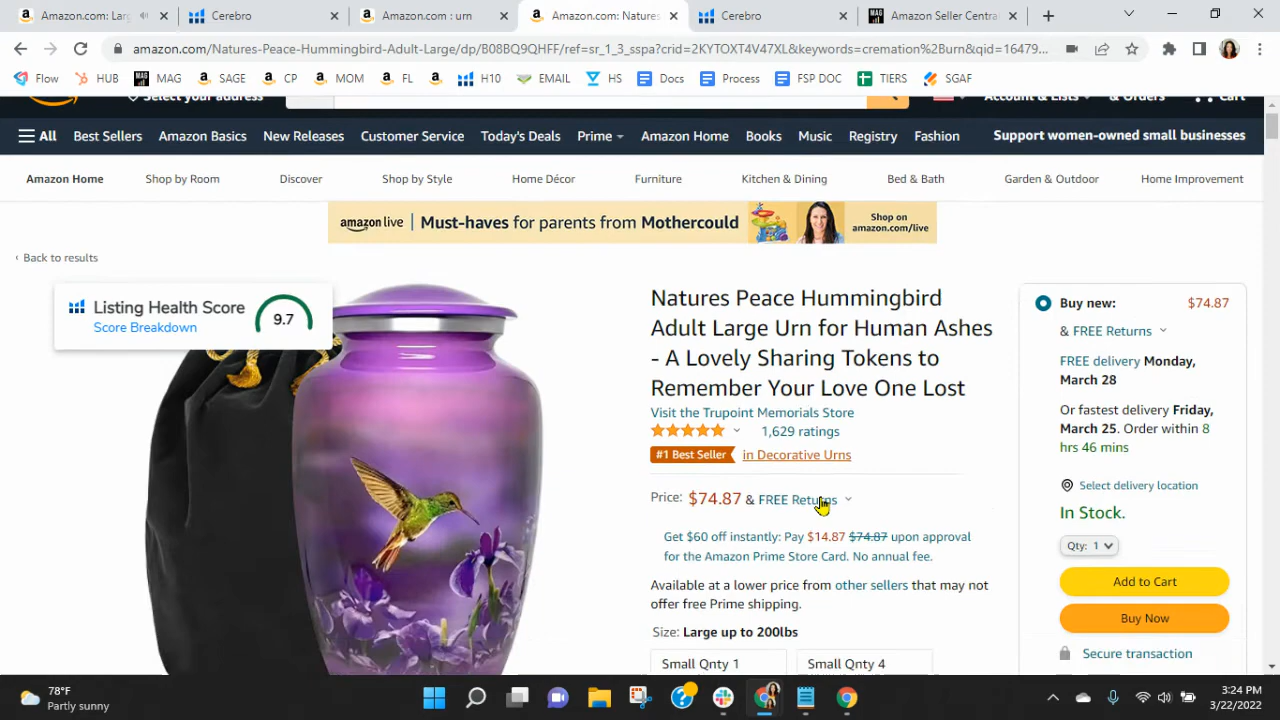 Amazon.com: Larg
Cerebro
Amazon.com : urn
Amazon.com: Natures
Cerebro
Amazon Seller Central
amazon.com/Natures-Peace-Hummingbird-Adult-Large/dp/B08BQ9QHFF/ref=sr_1_3_sspa?crid=2KYTOXT4V47XL&keywords=cremation%2Burn&qid=16479...
Flow HUB MAG SAGE CP MOM FL H10 EMAIL HS Docs Process FSP DOC TIERS SGAF
Select your address
Account & Lists
& Orders
Cart
All Best Sellers Amazon Basics New Releases Customer Service Today's Deals Prime Amazon Home Books Music Registry Fashion Support women-owned small businesses
Amazon Home Shop by Room Discover Shop by Style Home Décor Furniture Kitchen & Dining Bed & Bath Garden & Outdoor Home Improvement
amazon live | Must-haves for parents from Mothercould
Shop on
amazon.com/live
‹ Back to results
Listing Health Score
Score Breakdown
9.7
Natures Peace Hummingbird
Adult Large Urn for Human Ashes
- A Lovely Sharing Tokens to
Remember Your Love One Lost
Visit the Trupoint Memorials Store
1,629 ratings
#1 Best Seller in Decorative Urns
Price: $74.87 & FREE Returns
Get $60 off instantly: Pay $14.87 $74.87 upon approval
for the Amazon Prime Store Card. No annual fee.
Available at a lower price from other sellers that may not
offer free Prime shipping.
Size: Large up to 200lbs
Small Qnty 1
Small Qnty 4
Buy new: $74.87
& FREE Returns
FREE delivery Monday,
March 28
Or fastest delivery Friday,
March 25. Order within 8
hrs 46 mins
Select delivery location
In Stock.
Qty: 1
Add to Cart
Buy Now
Secure transaction
78°F
Partly sunny
3:24 PM
3/22/2022